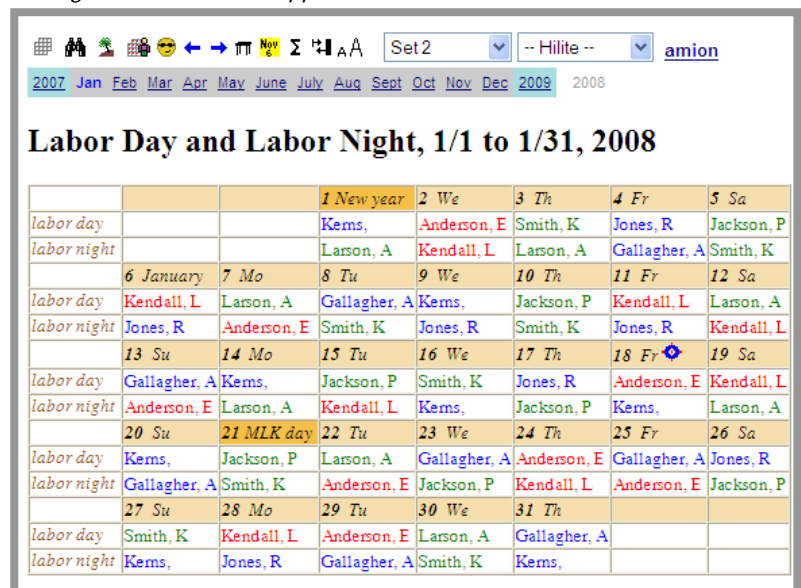 Nov 6 Σ A A Set 2 -- Hilite -- amion
2007 Jan Feb Mar Apr May June July Aug Sept Oct Nov Dec 2009 2008
Labor Day and Labor Night, 1/1 to 1/31, 2008
1 New year 2 We 3 Th 4 Fr 5 Sa
labor day Kerns, Anderson, E Smith, K Jones, R Jackson, P
labor night Larson, A Kendall, L Larson, A Gallagher, A Smith, K
6 January 7 Mo 8 Tu 9 We 10 Th 11 Fr 12 Sa
labor day Kendall, L Larson, A Gallagher, A Kerns, Jackson, P Kendall, L Larson, A
labor night Jones, R Anderson, E Smith, K Jones, R Smith, K Jones, R Kendall, L
13 Su 14 Mo 15 Tu 16 We 17 Th 18 Fr 19 Sa
labor day Gallagher, A Kerns, Jackson, P Smith, K Jones, R Anderson, E Kendall, L
labor night Anderson, E Larson, A Kendall, L Kerns, Jackson, P Kerns, Larson, A
20 Su 21 MLK day 22 Tu 23 We 24 Th 25 Fr 26 Sa
labor day Kerns, Jackson, P Larson, A Gallagher, A Anderson, E Gallagher, A Jones, R
labor night Gallagher, A Smith, K Anderson, E Jackson, P Kendall, L Anderson, E Jackson, P
27 Su 28 Mo 29 Tu 30 We 31 Th
labor day Smith, K Kendall, L Anderson, E Larson, A Gallagher, A
labor night Kerns, Jones, R Gallagher, A Smith, K Kerns,